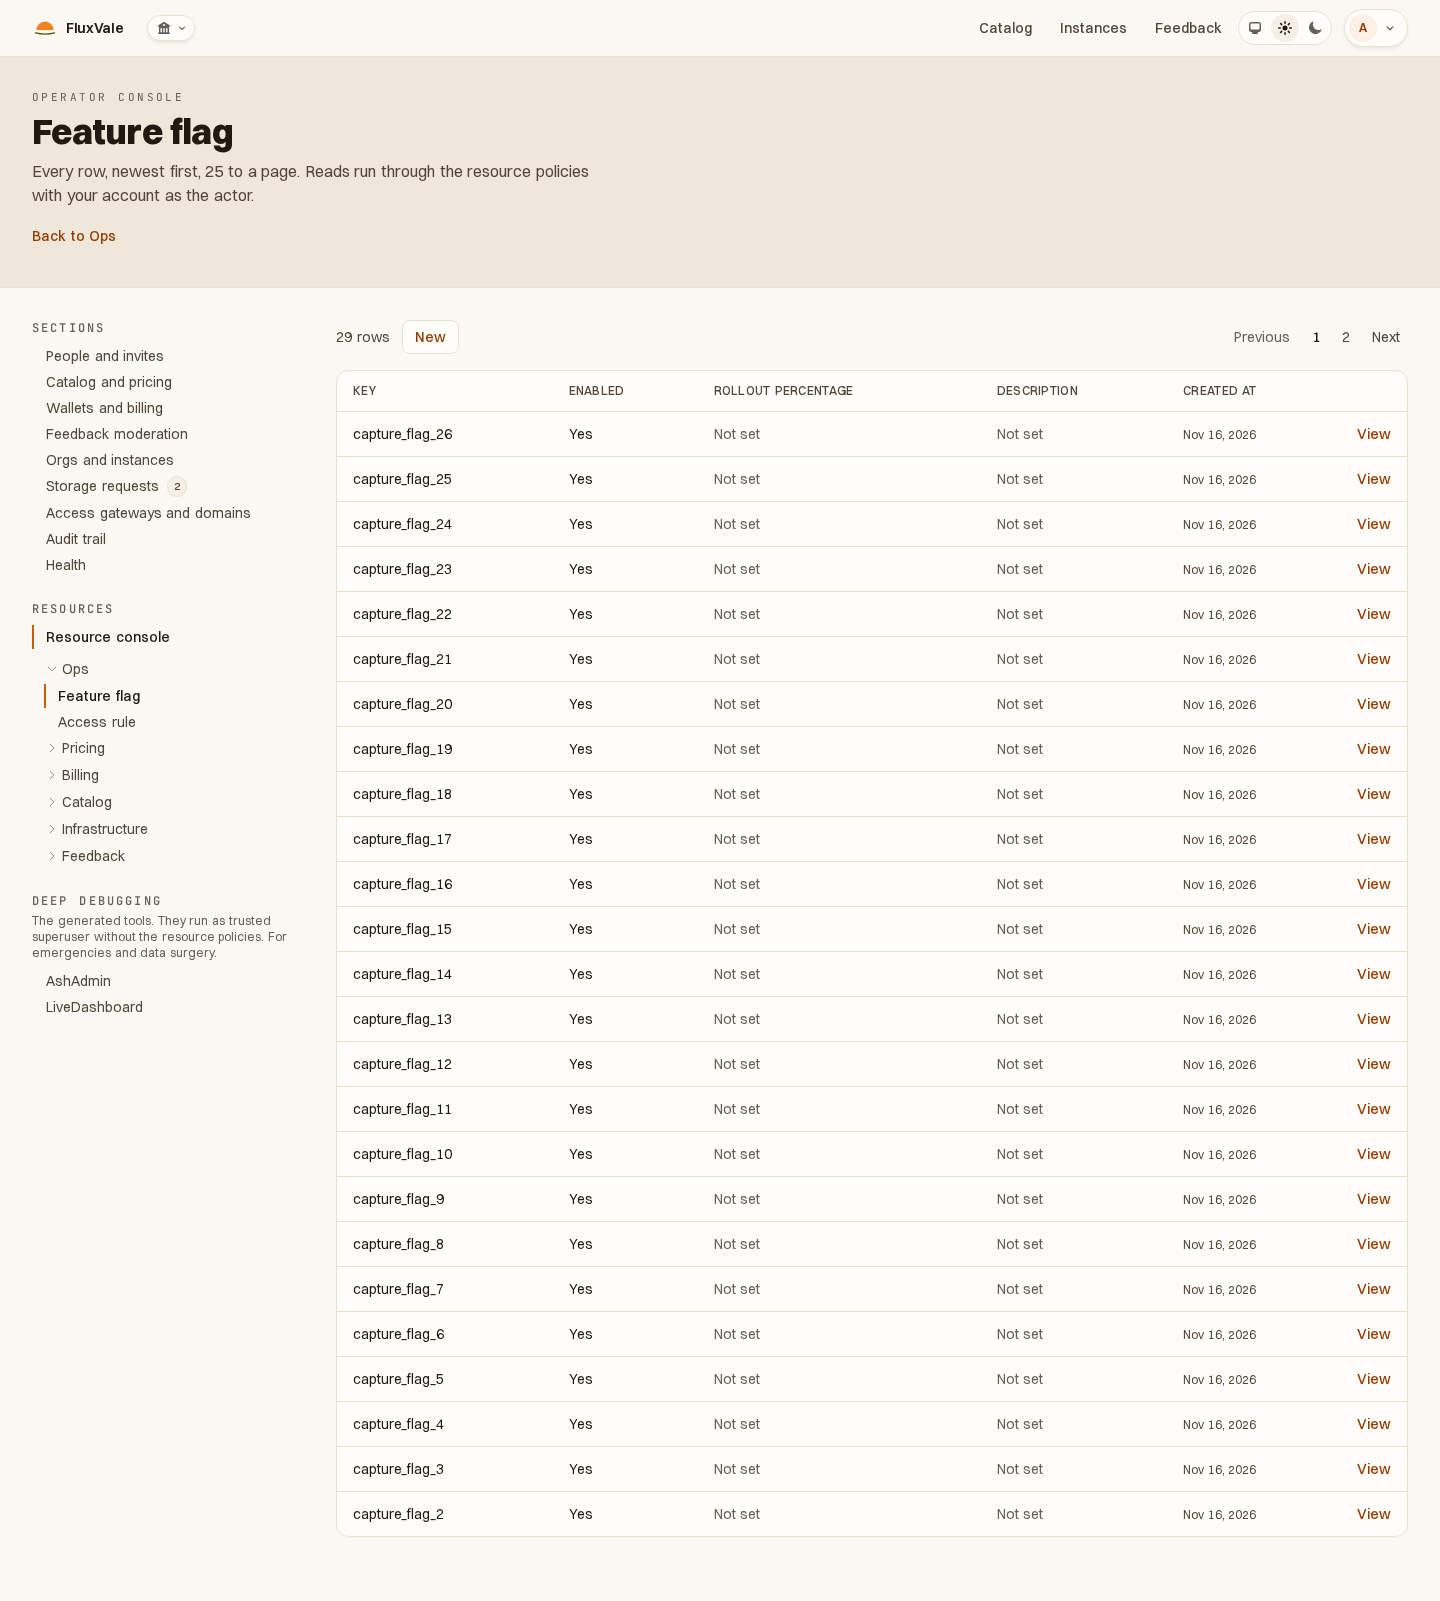 FluxVale
Catalog Instances Feedback A
OPERATOR CONSOLE
Feature flag
Every row, newest first, 25 to a page. Reads run through the resource policies
with your account as the actor.
Back to Ops
SECTIONS
People and invites
Catalog and pricing
Wallets and billing
Feedback moderation
Orgs and instances
Storage requests 2
Access gateways and domains
Audit trail
Health
RESOURCES
Resource console
Ops
Feature flag
Access rule
Pricing
Billing
Catalog
Infrastructure
Feedback
DEEP DEBUGGING
The generated tools. They run as trusted
superuser without the resource policies. For
emergencies and data surgery.
AshAdmin
LiveDashboard
29 rows New Previous 1 2 Next
KEY ENABLED ROLLOUT PERCENTAGE DESCRIPTION CREATED AT
capture_flag_26 Yes Not set Not set Nov 16, 2026 View
capture_flag_25 Yes Not set Not set Nov 16, 2026 View
capture_flag_24 Yes Not set Not set Nov 16, 2026 View
capture_flag_23 Yes Not set Not set Nov 16, 2026 View
capture_flag_22 Yes Not set Not set Nov 16, 2026 View
capture_flag_21 Yes Not set Not set Nov 16, 2026 View
capture_flag_20 Yes Not set Not set Nov 16, 2026 View
capture_flag_19 Yes Not set Not set Nov 16, 2026 View
capture_flag_18 Yes Not set Not set Nov 16, 2026 View
capture_flag_17 Yes Not set Not set Nov 16, 2026 View
capture_flag_16 Yes Not set Not set Nov 16, 2026 View
capture_flag_15 Yes Not set Not set Nov 16, 2026 View
capture_flag_14 Yes Not set Not set Nov 16, 2026 View
capture_flag_13 Yes Not set Not set Nov 16, 2026 View
capture_flag_12 Yes Not set Not set Nov 16, 2026 View
capture_flag_11 Yes Not set Not set Nov 16, 2026 View
capture_flag_10 Yes Not set Not set Nov 16, 2026 View
capture_flag_9 Yes Not set Not set Nov 16, 2026 View
capture_flag_8 Yes Not set Not set Nov 16, 2026 View
capture_flag_7 Yes Not set Not set Nov 16, 2026 View
capture_flag_6 Yes Not set Not set Nov 16, 2026 View
capture_flag_5 Yes Not set Not set Nov 16, 2026 View
capture_flag_4 Yes Not set Not set Nov 16, 2026 View
capture_flag_3 Yes Not set Not set Nov 16, 2026 View
capture_flag_2 Yes Not set Not set Nov 16, 2026 View